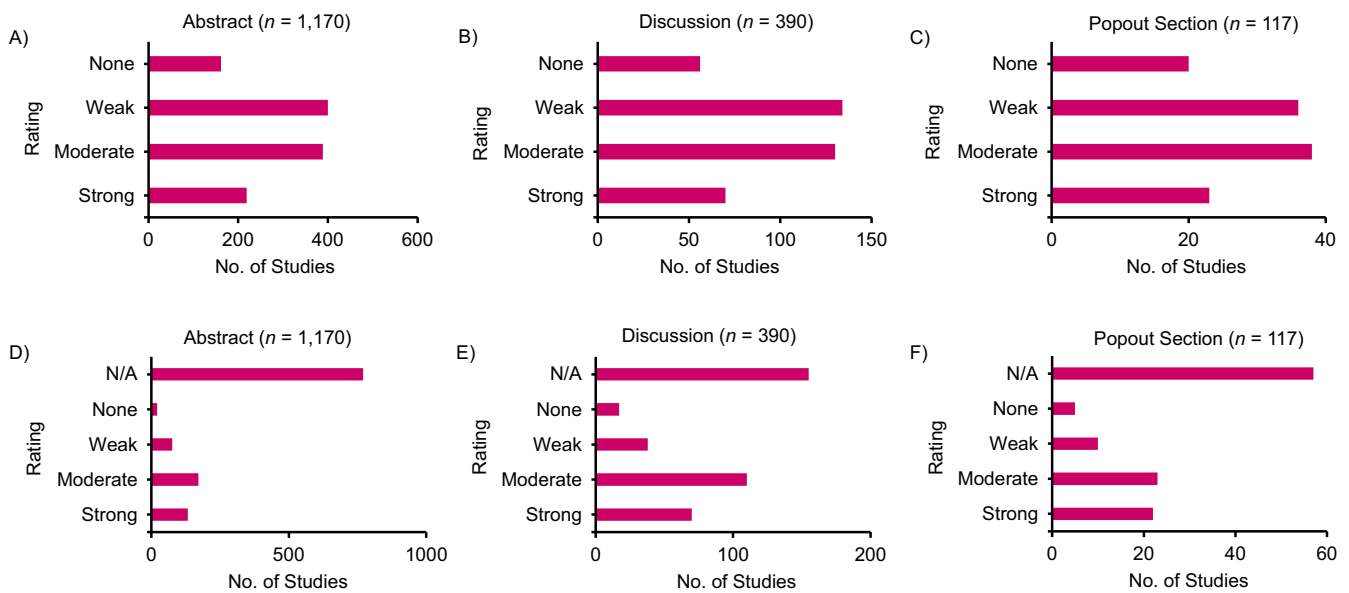 A)
Abstract (n = 1,170)
Rating
None
Weak
Moderate
Strong
0 200 400 600
No. of Studies
B)
Discussion (n = 390)
Rating
None
Weak
Moderate
Strong
0 50 100 150
No. of Studies
C)
Popout Section (n = 117)
Rating
None
Weak
Moderate
Strong
0 20 40
No. of Studies
D)
Abstract (n = 1,170)
Rating
N/A
None
Weak
Moderate
Strong
0 500 1000
No. of Studies
E)
Discussion (n = 390)
Rating
N/A
None
Weak
Moderate
Strong
0 100 200
No. of Studies
F)
Popout Section (n = 117)
Rating
N/A
None
Weak
Moderate
Strong
0 20 40 60
No. of Studies